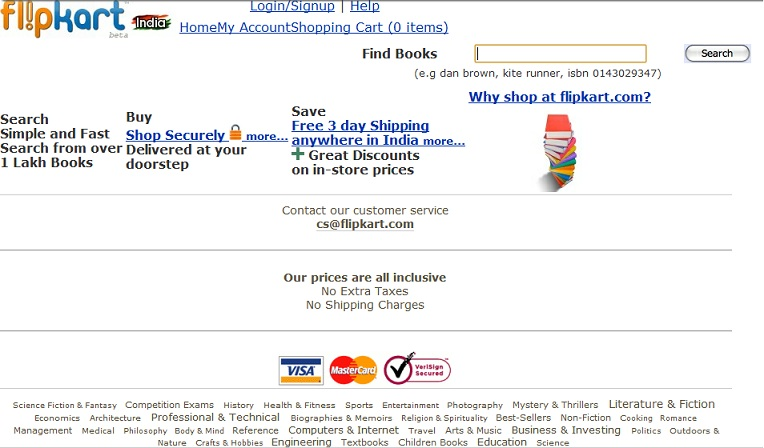 flipkart
beta
India
Login/Signup | Help
HomeMy AccountShopping Cart (0 items)
Find Books
Search
(e.g dan brown, kite runner, isbn 0143029347)
Why shop at flipkart.com?
Search
Simple and Fast
Search from over
1 Lakh Books
Buy
Shop Securely more...
Delivered at your
doorstep
Save
Free 3 day Shipping
anywhere in India more...
Great Discounts
on in-store prices
Contact our customer service
cs@flipkart.com
Our prices are all inclusive
No Extra Taxes
No Shipping Charges
VISA MasterCard VeriSign Secured
Science Fiction & Fantasy Competition Exams History Health & Fitness Sports Entertainment Photography Mystery & Thrillers Literature & Fiction
Economics Architecture Professional & Technical Biographies & Memoirs Religion & Spirituality Best-Sellers Non-Fiction Cooking Romance
Management Medical Philosophy Body & Mind Reference Computers & Internet Travel Arts & Music Business & Investing Politics Outdoors &
Nature Crafts & Hobbies Engineering Textbooks Children Books Education Science